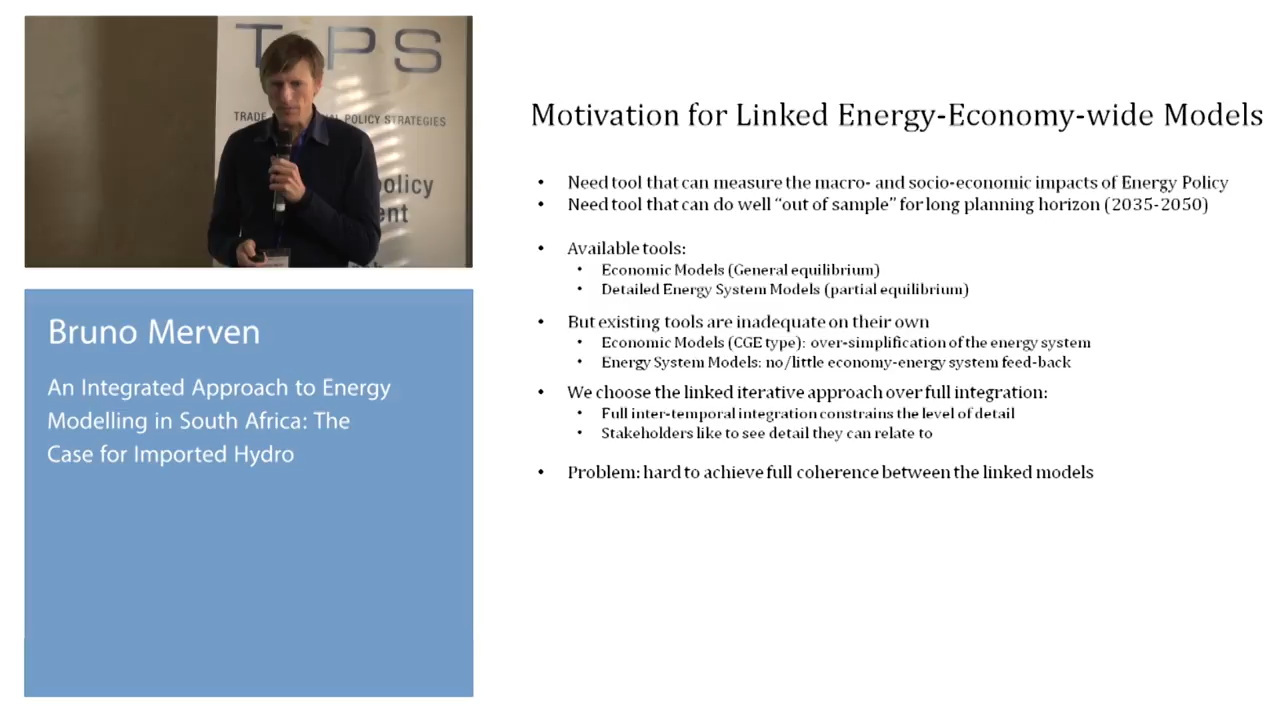 TIPS
TRADE POLICY STRATEGIES
policy
Bruno Merven
An Integrated Approach to Energy
Modelling in South Africa: The
Case for Imported Hydro
Motivation for Linked Energy-Economy-wide Models
• Need tool that can measure the macro- and socio-economic impacts of Energy Policy
• Need tool that can do well “out of sample” for long planning horizon (2035-2050)
• Available tools:
• Economic Models (General equilibrium)
• Detailed Energy System Models (partial equilibrium)
• But existing tools are inadequate on their own
• Economic Models (CGE type): over-simplification of the energy system
• Energy System Models: no/little economy-energy system feed-back
• We choose the linked iterative approach over full integration:
• Full inter-temporal integration constrains the level of detail
• Stakeholders like to see detail they can relate to
• Problem: hard to achieve full coherence between the linked models